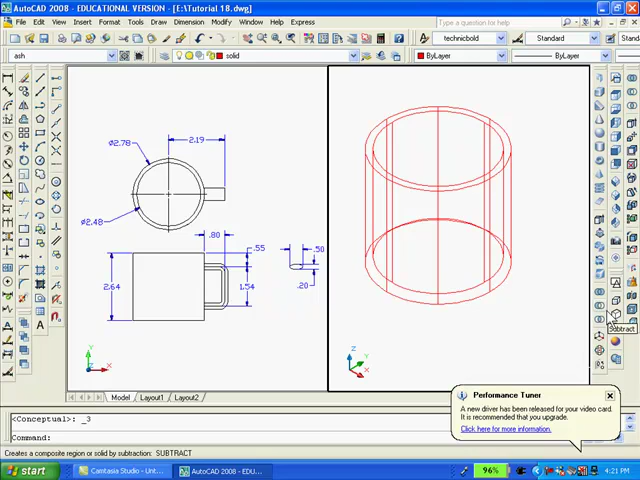 AutoCAD 2008 - EDUCATIONAL VERSION - [E:\Tutorial 18.dwg]
File Edit View Insert Format Tools Draw Dimension Modify Window Help Express
Type a question for help
technicbold
Standard
Standa
ash
solid
ByLayer
ByLayer
Ø2.78
2.19
Ø2.48
.80
.55
.50
2.64
1.54
.20
Y
X
Z
Y
X
Subtract
Model
Layout1
Layout2
Performance Tuner
A new driver has been released for your video card.
It is recommended that you upgrade.
Click here for more information.
<Conceptual>: _3
Command:
Creates a composite region or solid by subtraction: SUBTRACT
start
Camtasia Studio - Unt...
AutoCAD 2008 - EDU...
96%
4:21 PM